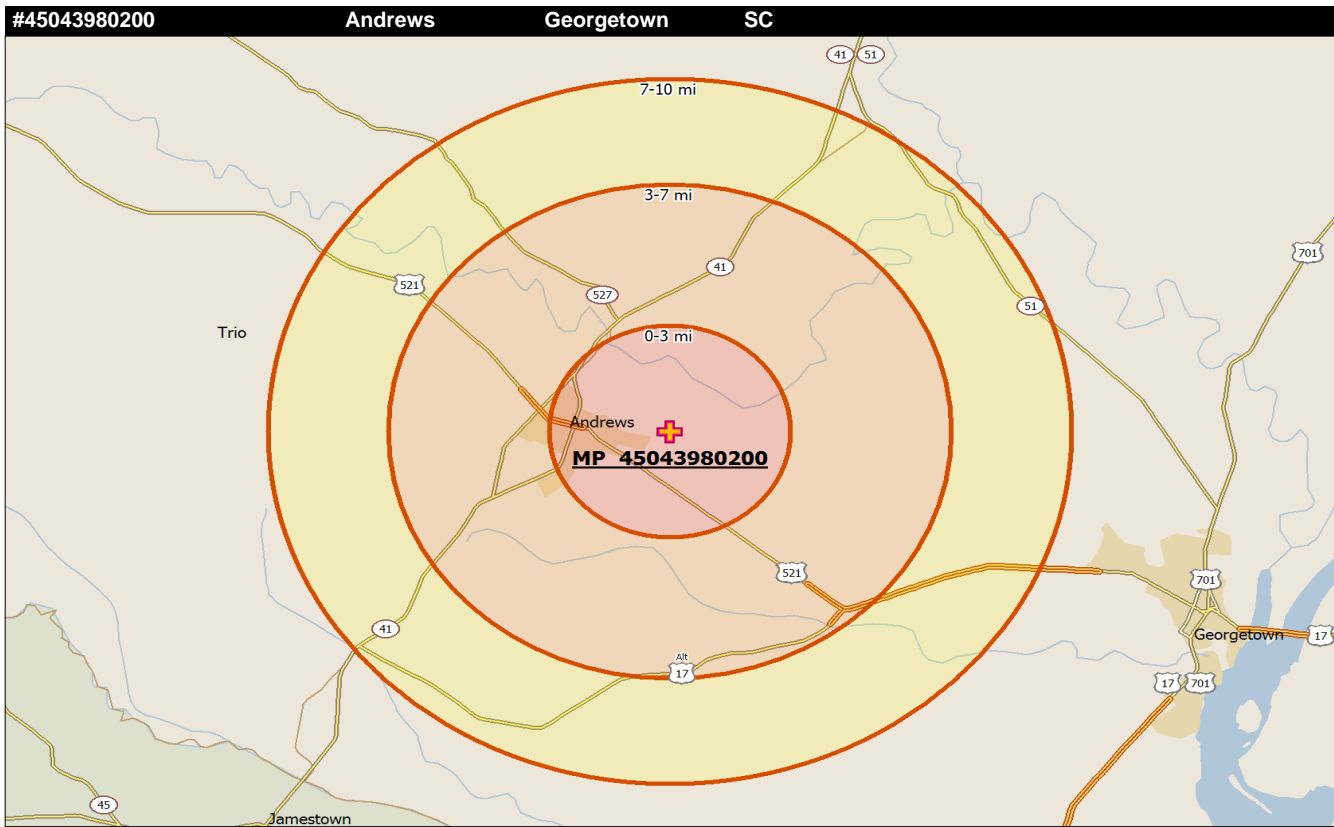 #45043980200 Andrews Georgetown SC
41 51
7-10 mi
3-7 mi
701
41
521
527
51
Trio
0-3 mi
Andrews
MP 45043980200
521
701
41
Georgetown 17
Alt
17
17 701
45
Jamestown